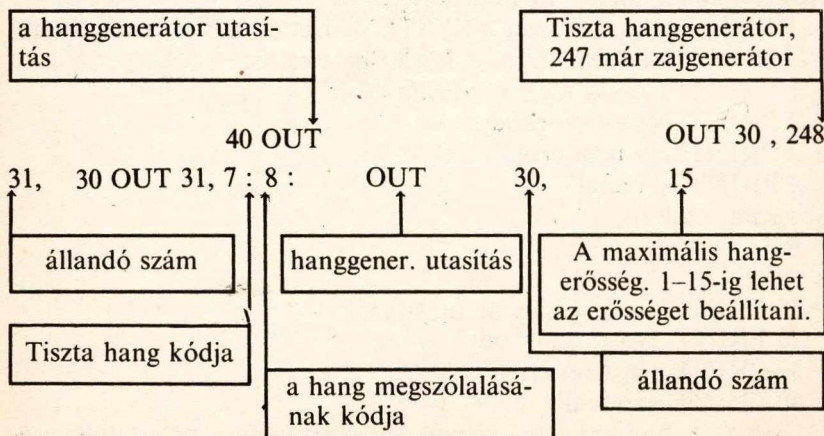 a hanggenerátor utasí-
tás
Tiszta hanggenerátor,
247 már zajgenerátor
40 OUT
OUT 30 , 248
31, 30 OUT 31, 7 : 8 : OUT 30, 15
állandó szám
hanggener. utasítás
A maximális hang-
erősség. 1–15-ig lehet
az erősséget beállítani.
Tiszta hang kódja
a hang megszólalásá-
nak kódja
állandó szám